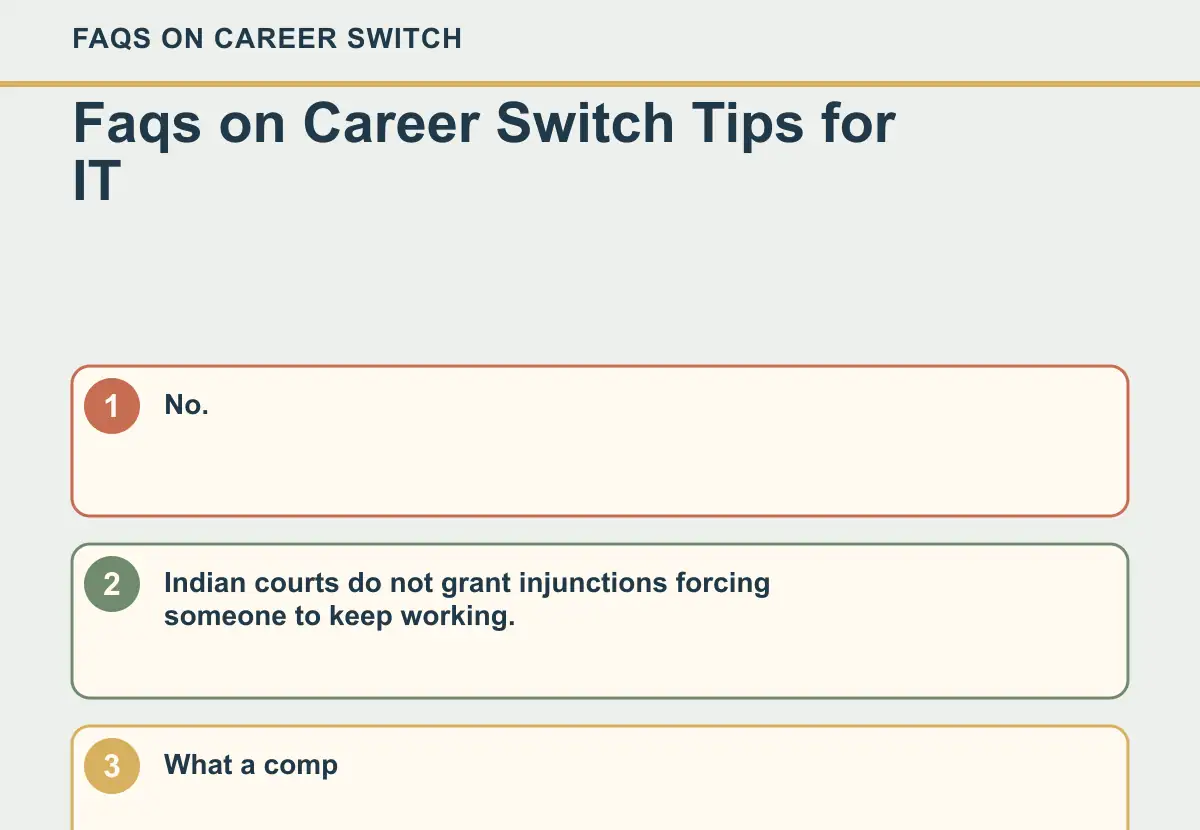 FAQS ON CAREER SWITCH
Faqs on Career Switch Tips for
IT
1
No.
2
Indian courts do not grant injunctions forcing
someone to keep working.
3
What a comp